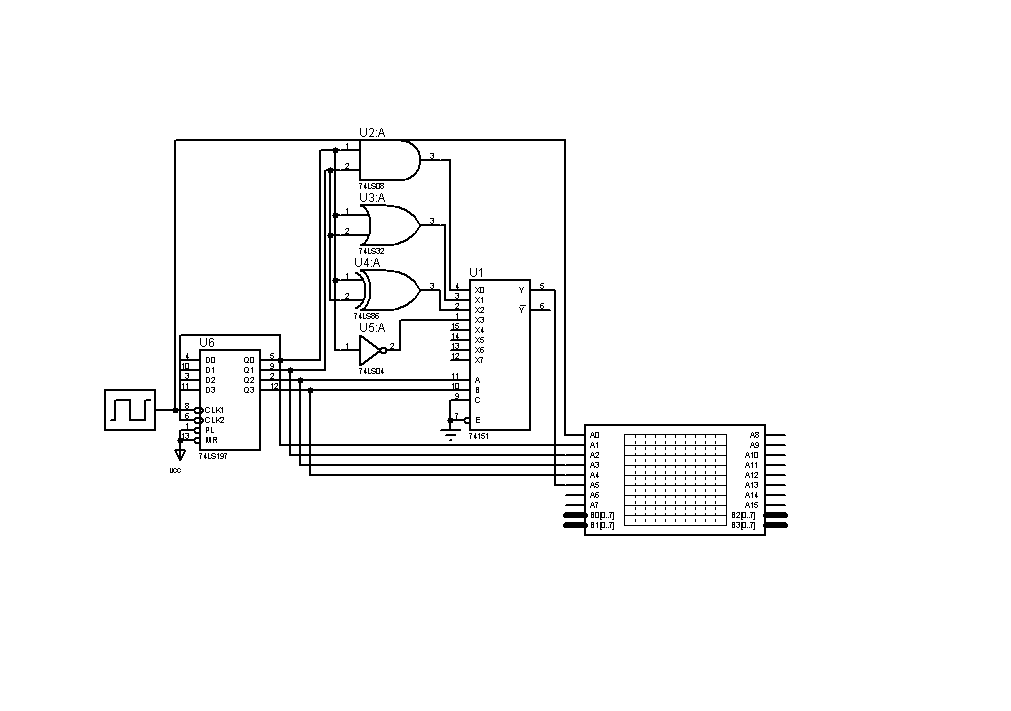 U2:A
1
2
3
74LS08
U3:A
1
2
3
74LS32
U4:A
1
2
3
74LS86
U5:A
1
2
74LS04
U1
4 X0 Y 5
3 X1
2 X2 Y 6
1 X3
15 X4
14 X5
13 X6
12 X7
11 A
10 B
9 C
7 E
74151
U6
4 D0 Q0 5
10 D1 Q1 9
3 D2 Q2 2
11 D3 Q3 12
8 CLK1
6 CLK2
1 PL
13 MR
74LS197
UCC
A0 A8
A1 A9
A2 A10
A3 A11
A4 A12
A5 A13
A6 A14
A7 A15
B0[0..7] B2[0..7]
B1[0..7] B3[0..7]